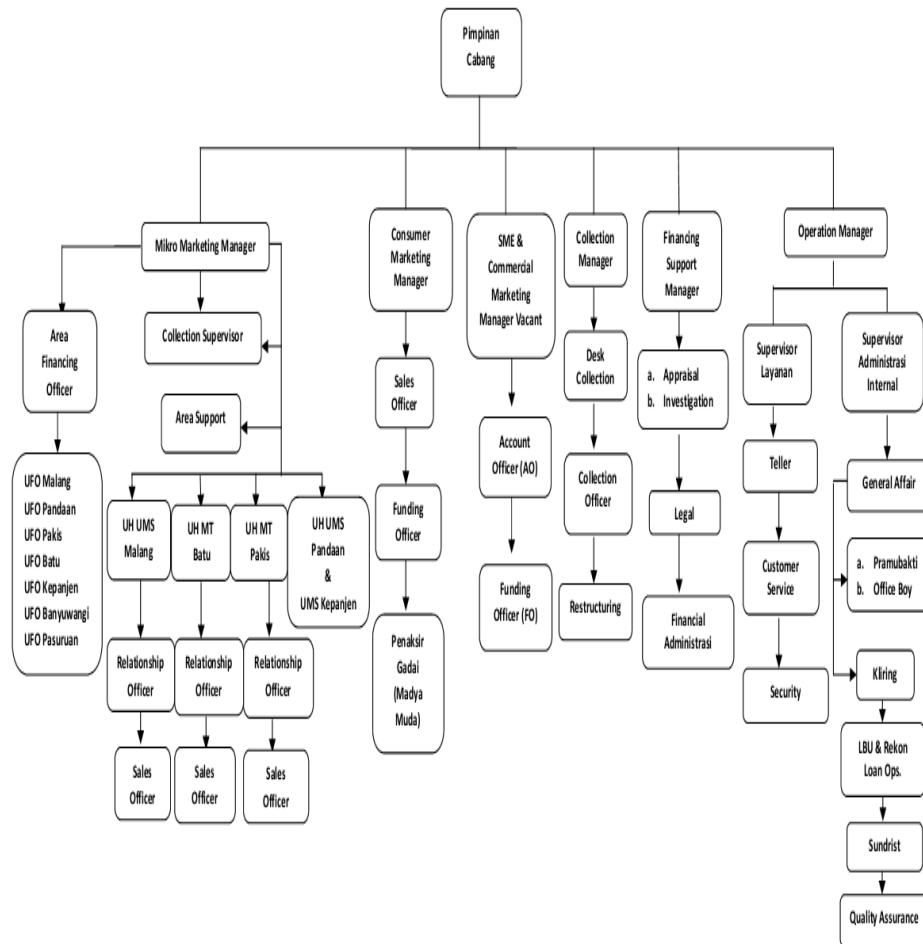 Pimpinan
Cabang
Mikro Marketing Manager
Consumer
Marketing
Manager
SME &
Commercial
Marketing
Manager Vacant
Collection
Manager
Financing
Support
Manager
Operation Manager
Area
Financing
Officer
Collection Supervisor
Area Support
Sales
Officer
Desk
Collection
a. Appraisal
b. Investigation
Supervisor
Layanan
Supervisor
Administrasi
Internal
UFO Malang
UFO Pandaan
UFO Pakis
UFO Batu
UFO Kepanjen
UFO Banyuwangi
UFO Pasuruan
UH UMS
Malang
UH MT
Batu
UH MT
Pakis
UH UMS
Pandaan
&
UMS Kepanjen
Funding
Officer
Account
Officer (AO)
Collection
Officer
Legal
Teller
General Affair
Customer
Service
a. Pramubakti
b. Office Boy
Relationship
Officer
Relationship
Officer
Relationship
Officer
Penaksir
Gadai
(Madya
Muda)
Funding
Officer (FO)
Restructuring
Financial
Administrasi
Security
Kliring
Sales
Officer
Sales
Officer
Sales
Officer
LBU & Rekon
Loan Ops.
Sundrist
Quality Assurance